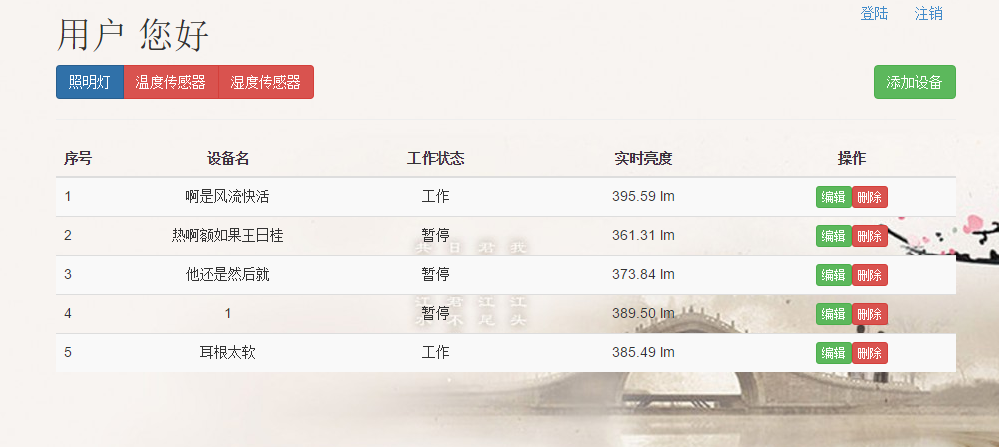 登陆 注销
用户 您好
照明灯 温度传感器 湿度传感器 添加设备
序号 设备名 工作状态 实时亮度 操作
1 啊是风流快活 工作 395.59 lm 编辑 删除
2 热啊额如果王日桂 暂停 361.31 lm 编辑 删除
3 他还是然后就 暂停 373.84 lm 编辑 删除
4 1 暂停 389.50 lm 编辑 删除
5 耳根太软 工作 385.49 lm 编辑 删除